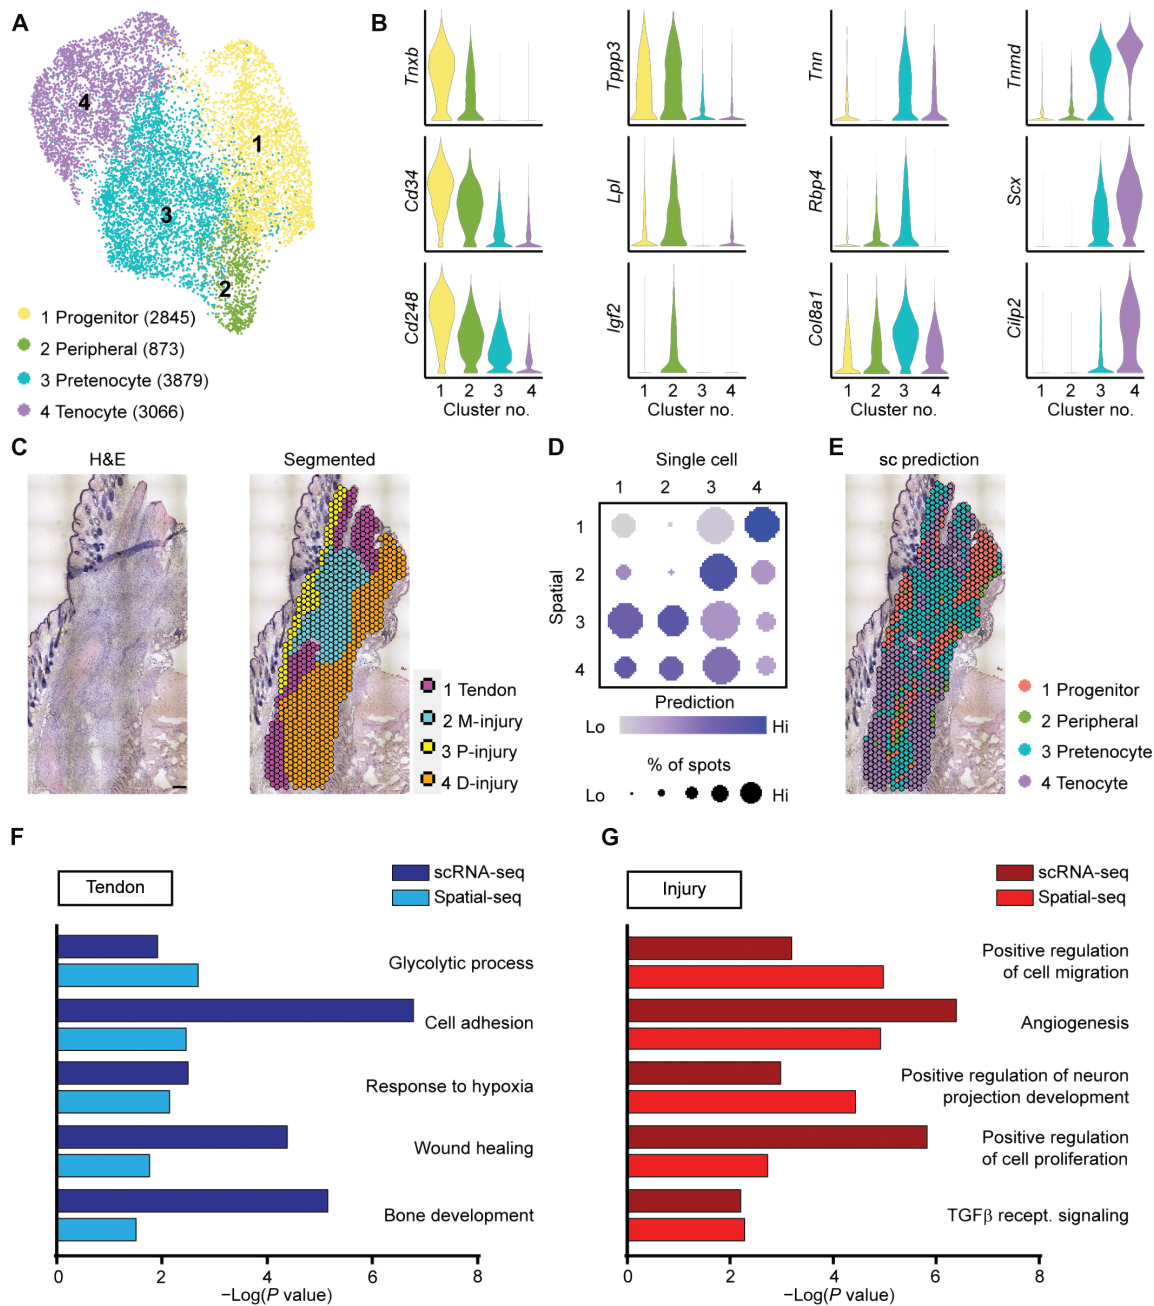 A
4
1
3
2
1 Progenitor (2845)
2 Peripheral (873)
3 Pretenocyte (3879)
4 Tenocyte (3066)
B
Tnxb
Tppp3
Tnn
Tnmd
Cd34
Lpl
Rbp4
Scx
Cd248
Igf2
Col8a1
Cilp2
1 2 3 4
Cluster no.
1 2 3 4
Cluster no.
1 2 3 4
Cluster no.
1 2 3 4
Cluster no.
C
H&E
Segmented
1 Tendon
2 M-injury
3 P-injury
4 D-injury
D
Single cell
1 2 3 4
Spatial
1
2
3
4
Prediction
Lo Hi
% of spots
Lo Hi
E
sc prediction
1 Progenitor
2 Peripheral
3 Pretenocyte
4 Tenocyte
F
Tendon
scRNA-seq
Spatial-seq
Glycolytic process
Cell adhesion
Response to hypoxia
Wound healing
Bone development
0 2 4 6 8
−Log(P value)
G
Injury
scRNA-seq
Spatial-seq
Positive regulation
of cell migration
Angiogenesis
Positive regulation of neuron
projection development
Positive regulation
of cell proliferation
TGFβ recept. signaling
0 2 4 6 8
−Log(P value)